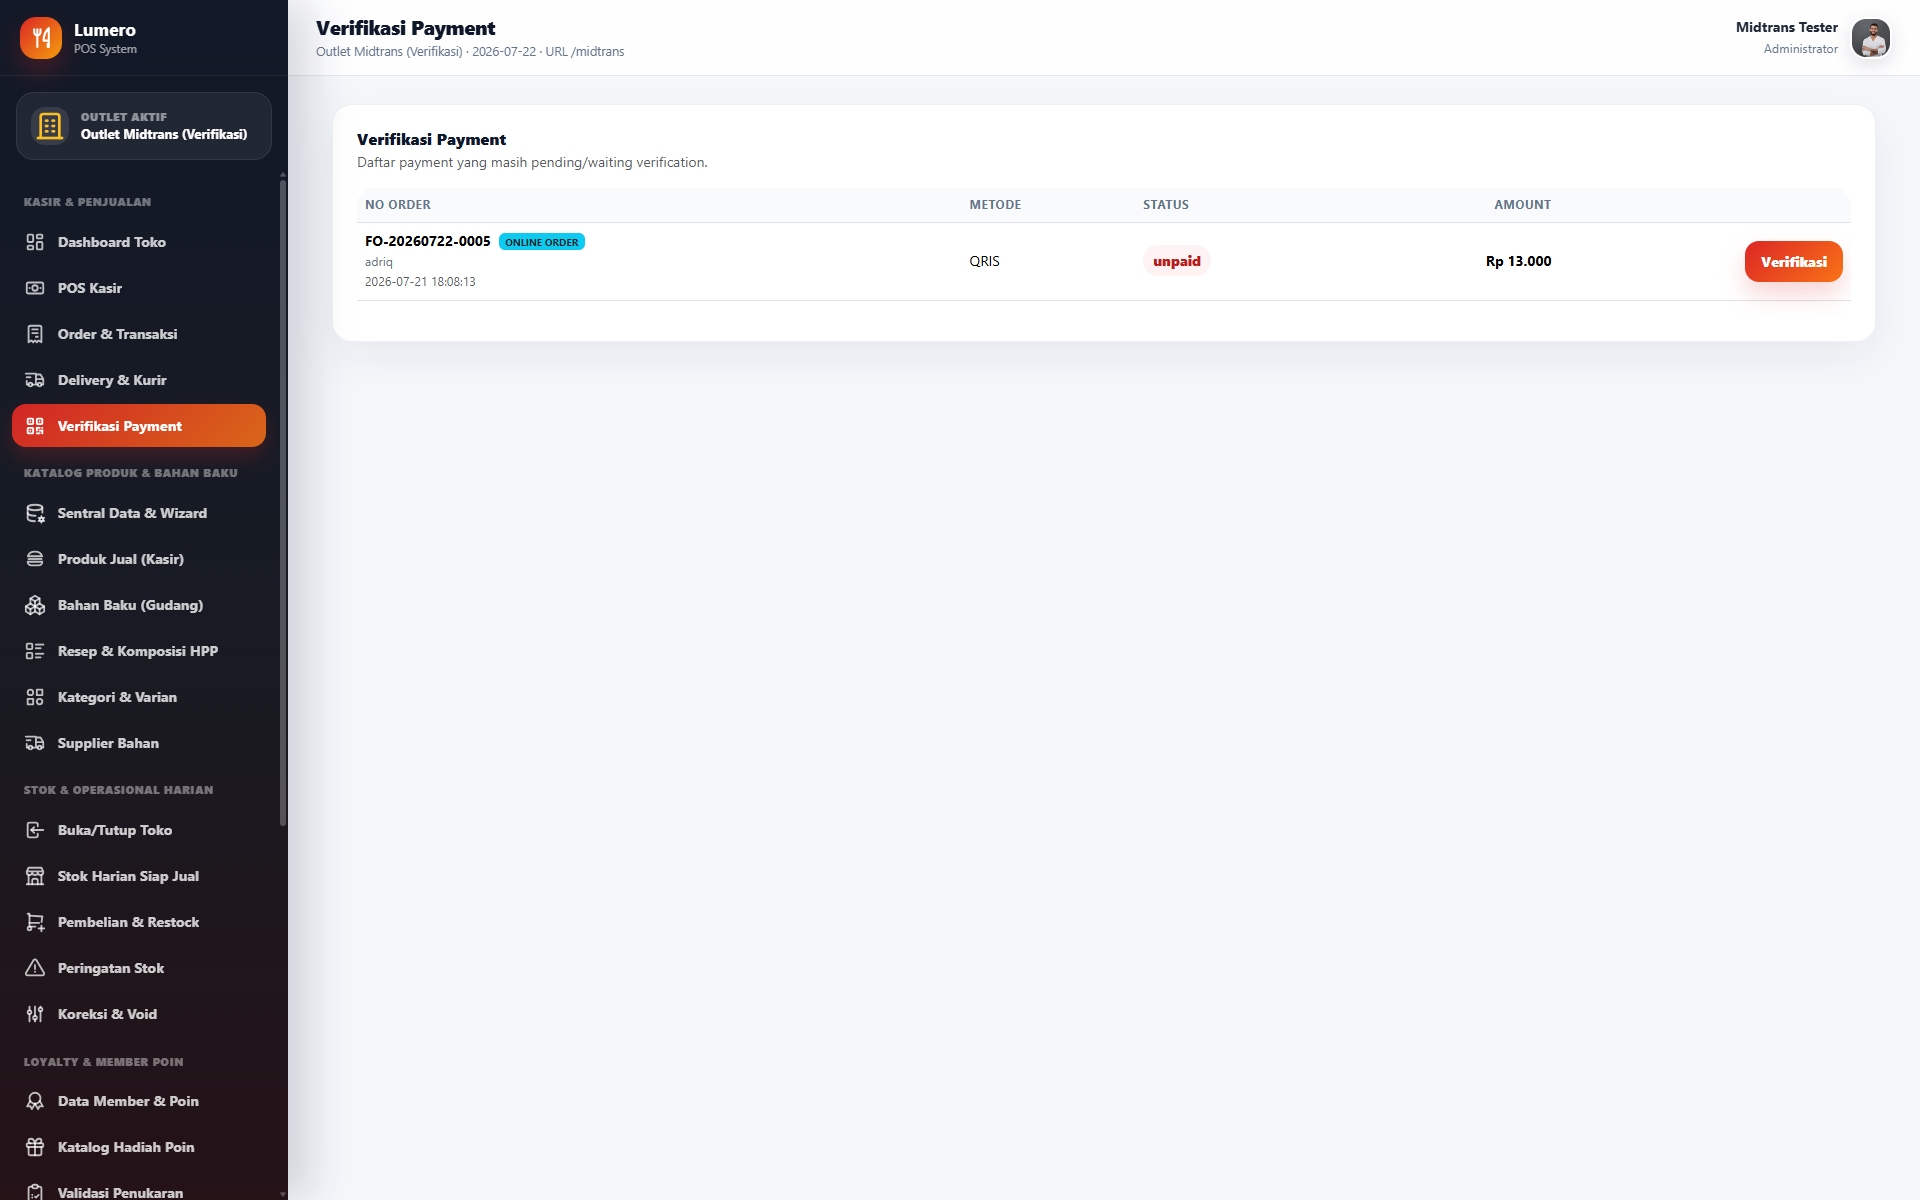 Lumero
POS System
OUTLET AKTIF
Outlet Midtrans (Verifikasi)
KASIR & PENJUALAN
Dashboard Toko
POS Kasir
Order & Transaksi
Delivery & Kurir
Verifikasi Payment
KATALOG PRODUK & BAHAN BAKU
Sentral Data & Wizard
Produk Jual (Kasir)
Bahan Baku (Gudang)
Resep & Komposisi HPP
Kategori & Varian
Supplier Bahan
STOK & OPERASIONAL HARIAN
Buka/Tutup Toko
Stok Harian Siap Jual
Pembelian & Restock
Peringatan Stok
Koreksi & Void
LOYALTY & MEMBER POIN
Data Member & Poin
Katalog Hadiah Poin
Validasi Penukaran
Verifikasi Payment
Outlet Midtrans (Verifikasi) · 2026-07-22 · URL /midtrans
Midtrans Tester
Administrator
Verifikasi Payment
Daftar payment yang masih pending/waiting verification.
NO ORDER METODE STATUS AMOUNT
FO-20260722-0005 ONLINE ORDER
adriq
2026-07-21 18:08:13
QRIS unpaid Rp 13.000 Verifikasi